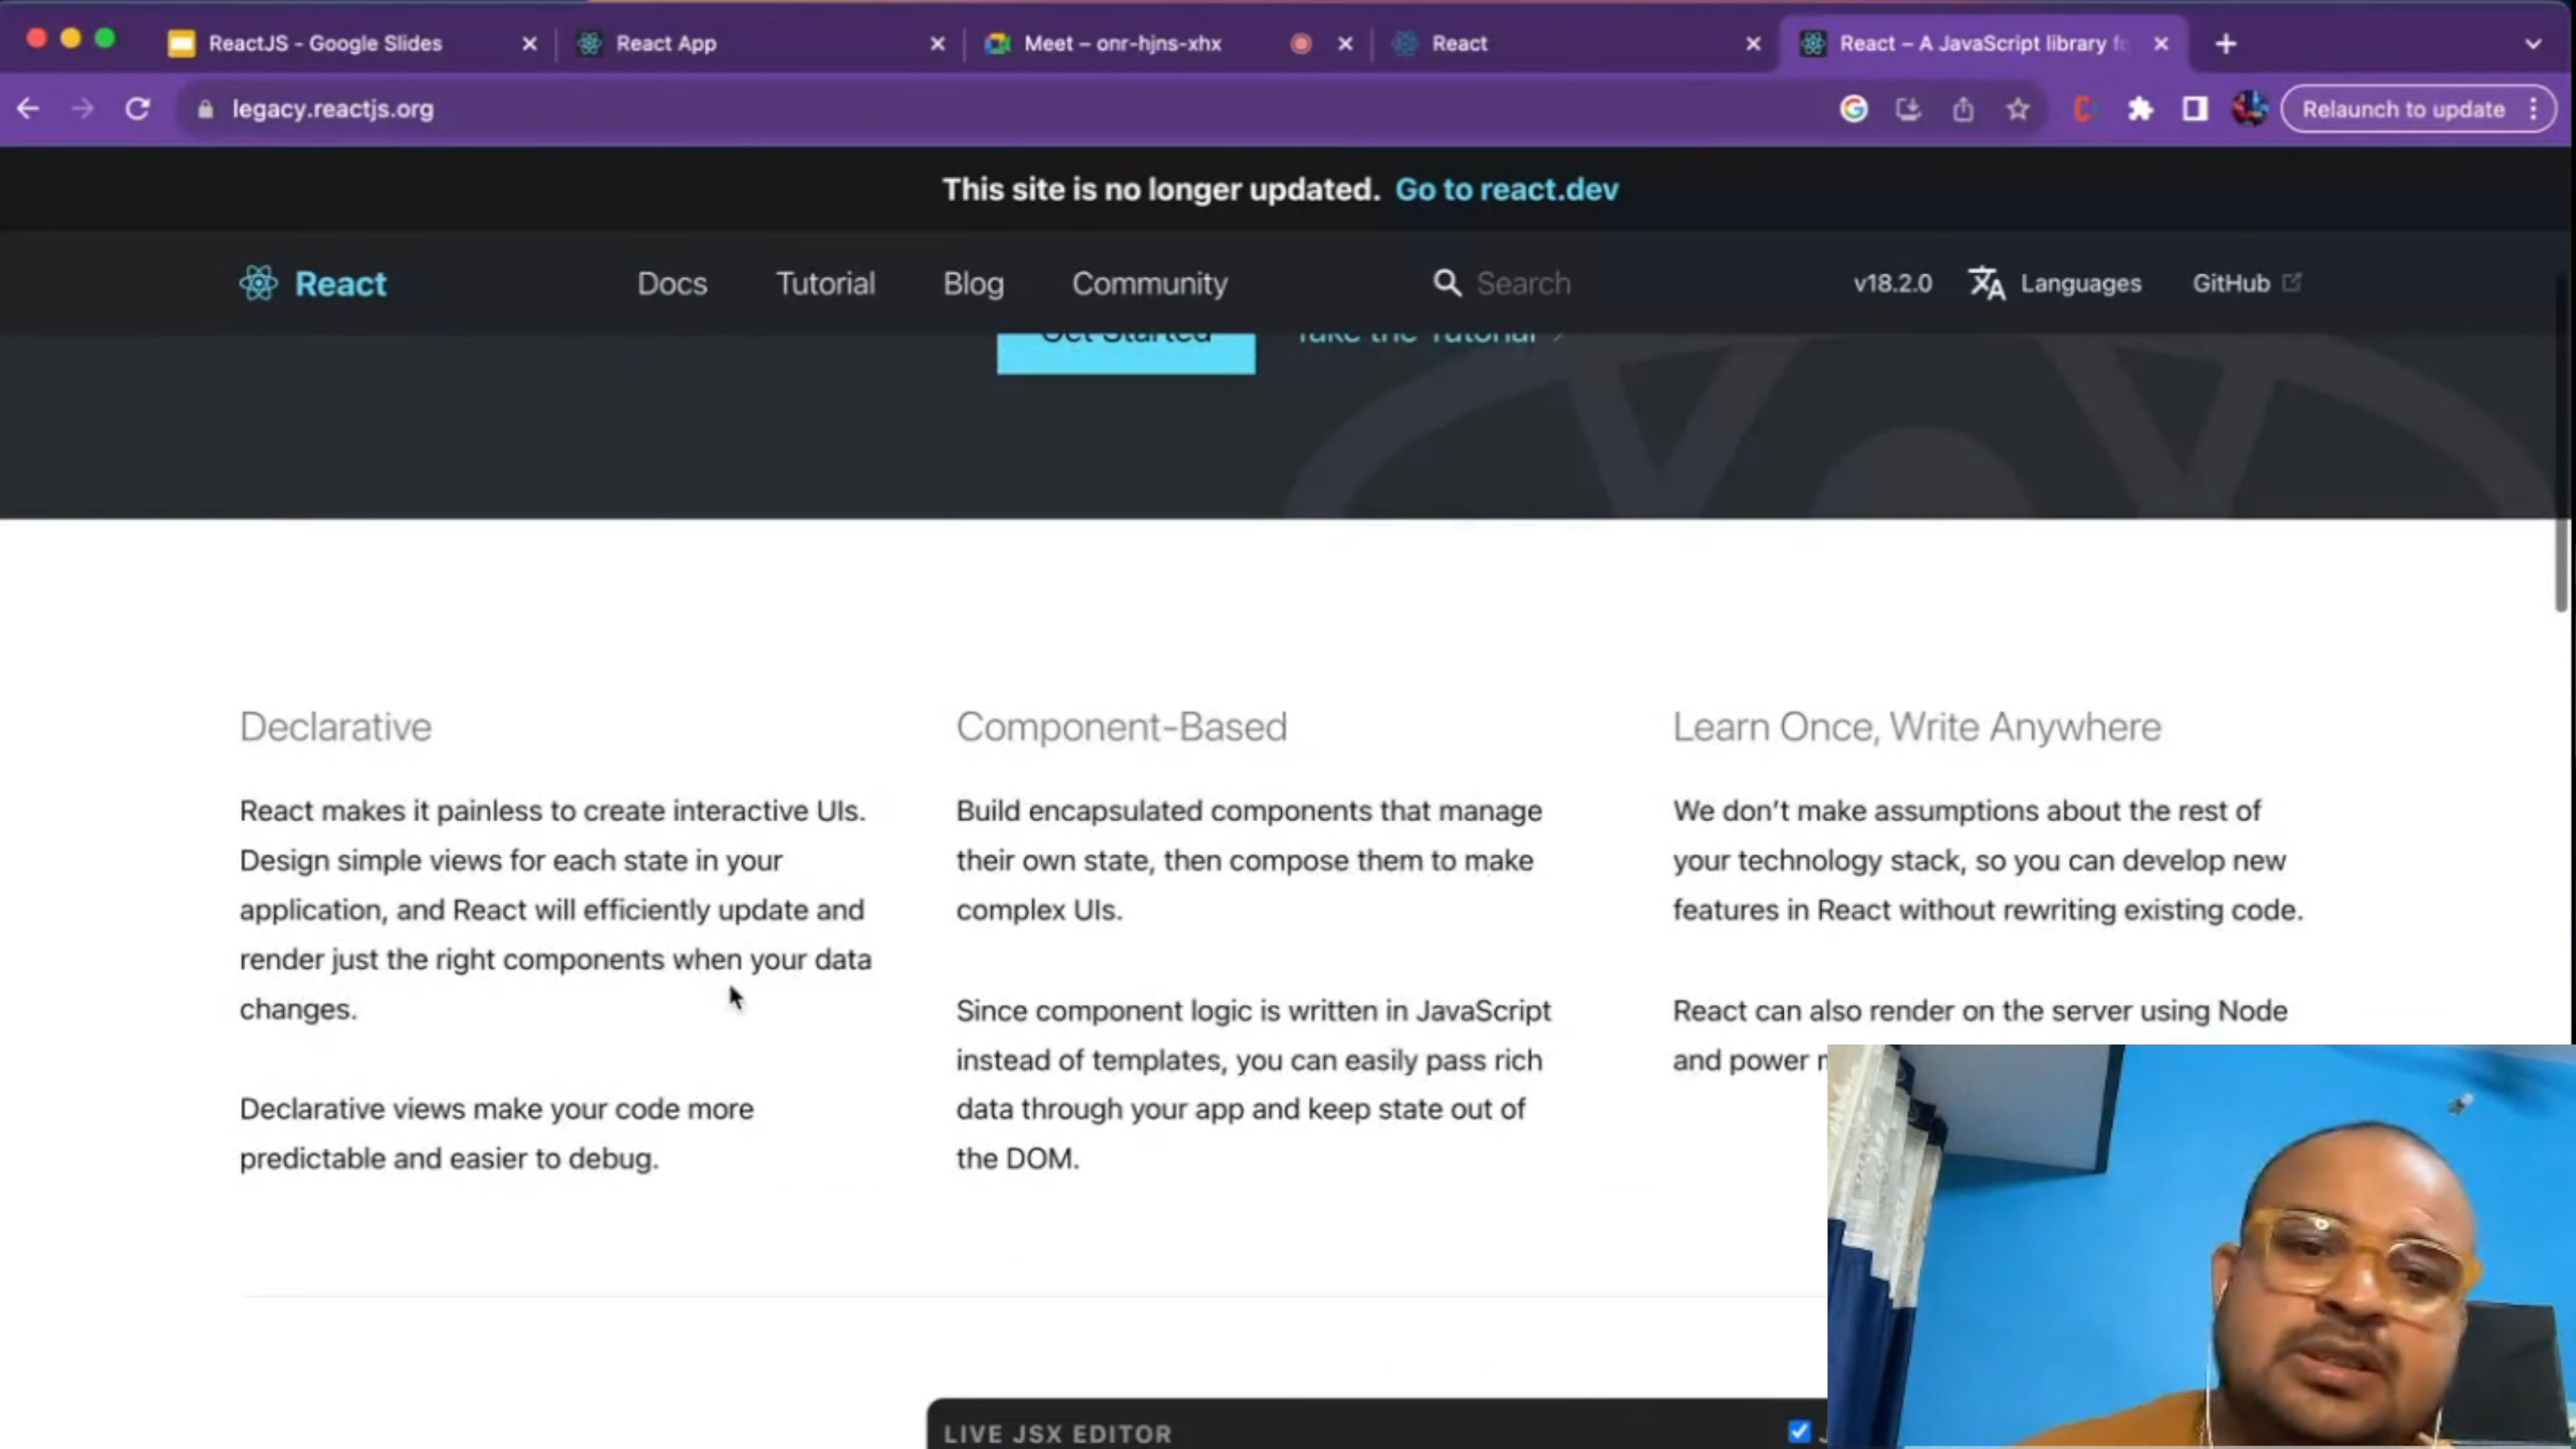 ReactJS - Google Slides
React App
Meet – onr-hjns-xhx
React
React – A JavaScript library
legacy.reactjs.org
Relaunch to update
This site is no longer updated. Go to react.dev
React
Docs
Tutorial
Blog
Community
Search
v18.2.0
Languages
GitHub
Get Started
Take the Tutorial
Declarative
React makes it painless to create interactive UIs.
Design simple views for each state in your
application, and React will efficiently update and
render just the right components when your data
changes.
Declarative views make your code more
predictable and easier to debug.
Component-Based
Build encapsulated components that manage
their own state, then compose them to make
complex UIs.
Since component logic is written in JavaScript
instead of templates, you can easily pass rich
data through your app and keep state out of
the DOM.
Learn Once, Write Anywhere
We don’t make assumptions about the rest of
your technology stack, so you can develop new
features in React without rewriting existing code.
React can also render on the server using Node
and power
LIVE JSX EDITOR